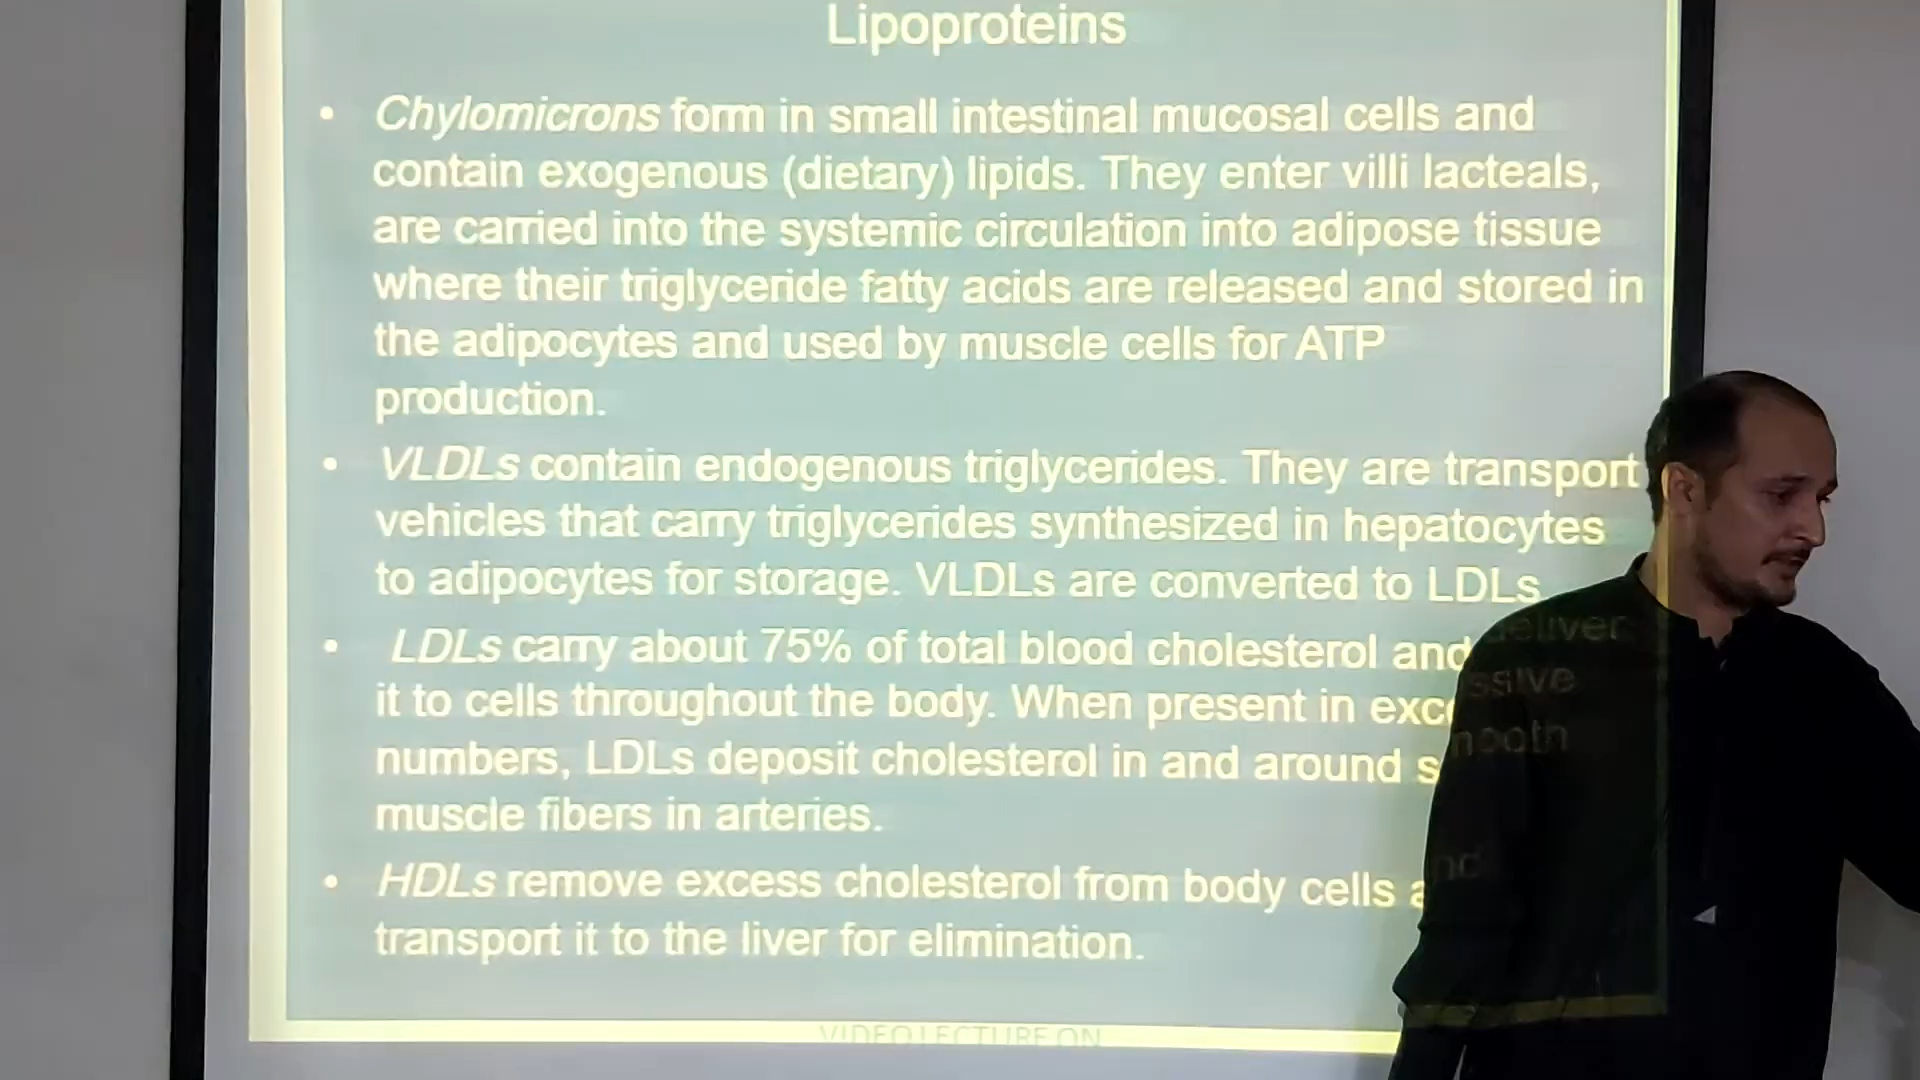 Lipoproteins
• Chylomicrons form in small intestinal mucosal cells and
contain exogenous (dietary) lipids. They enter villi lacteals,
are carried into the systemic circulation into adipose tissue
where their triglyceride fatty acids are released and stored in
the adipocytes and used by muscle cells for ATP
production.
• VLDLs contain endogenous triglycerides. They are transport
vehicles that carry triglycerides synthesized in hepatocytes
to adipocytes for storage. VLDLs are converted to LDLs.
• LDLs carry about 75% of total blood cholesterol and deliver
it to cells throughout the body. When present in excessive
numbers, LDLs deposit cholesterol in and around smooth
muscle fibers in arteries.
• HDLs remove excess cholesterol from body cells and
transport it to the liver for elimination.
VIDEO LECTURE ON